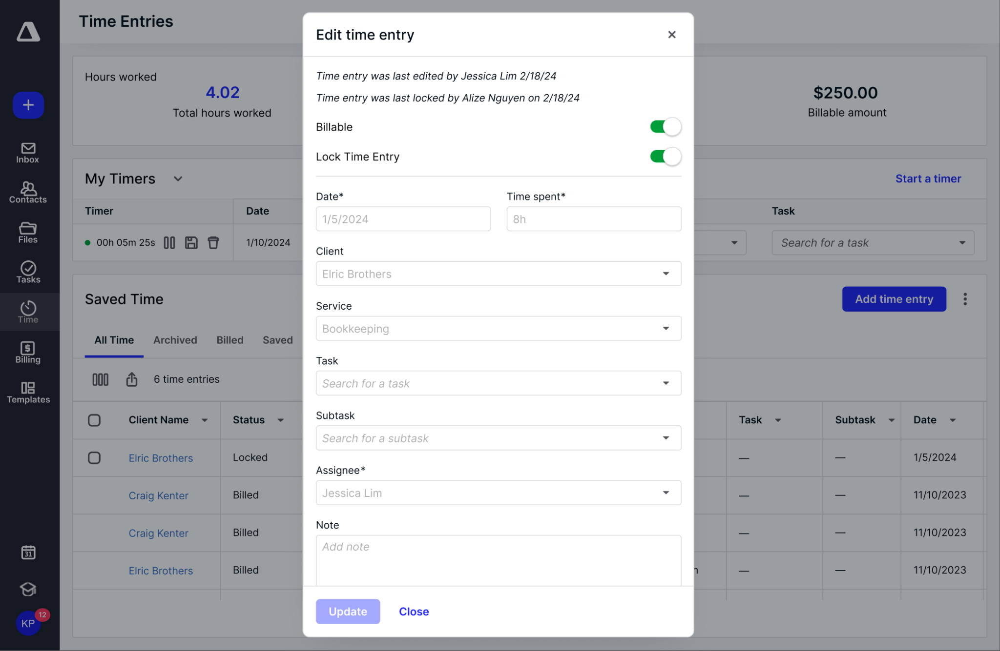 Time Entries
Inbox
Contacts
Files
Tasks
Time
Billing
Templates
31
KP
12
Hours worked
4.02
Total hours worked
$250.00
Billable amount
My Timers
Start a timer
Timer
Date
Task
00h 05m 25s
1/10/2024
Search for a task
Saved Time
Add time entry
All Time
Archived
Billed
Saved
6 time entries
Client Name
Status
Task
Subtask
Date
Elric Brothers
Locked
—
—
1/5/2024
Craig Kenter
Billed
—
—
11/10/2023
Craig Kenter
Billed
—
—
11/10/2023
Elric Brothers
Billed
—
—
11/10/2023
Edit time entry
Time entry was last edited by Jessica Lim 2/18/24
Time entry was last locked by Alize Nguyen on 2/18/24
Billable
Lock Time Entry
Date*
Time spent*
1/5/2024
8h
Client
Elric Brothers
Service
Bookkeeping
Task
Search for a task
Subtask
Search for a subtask
Assignee*
Jessica Lim
Note
Add note
Update
Close